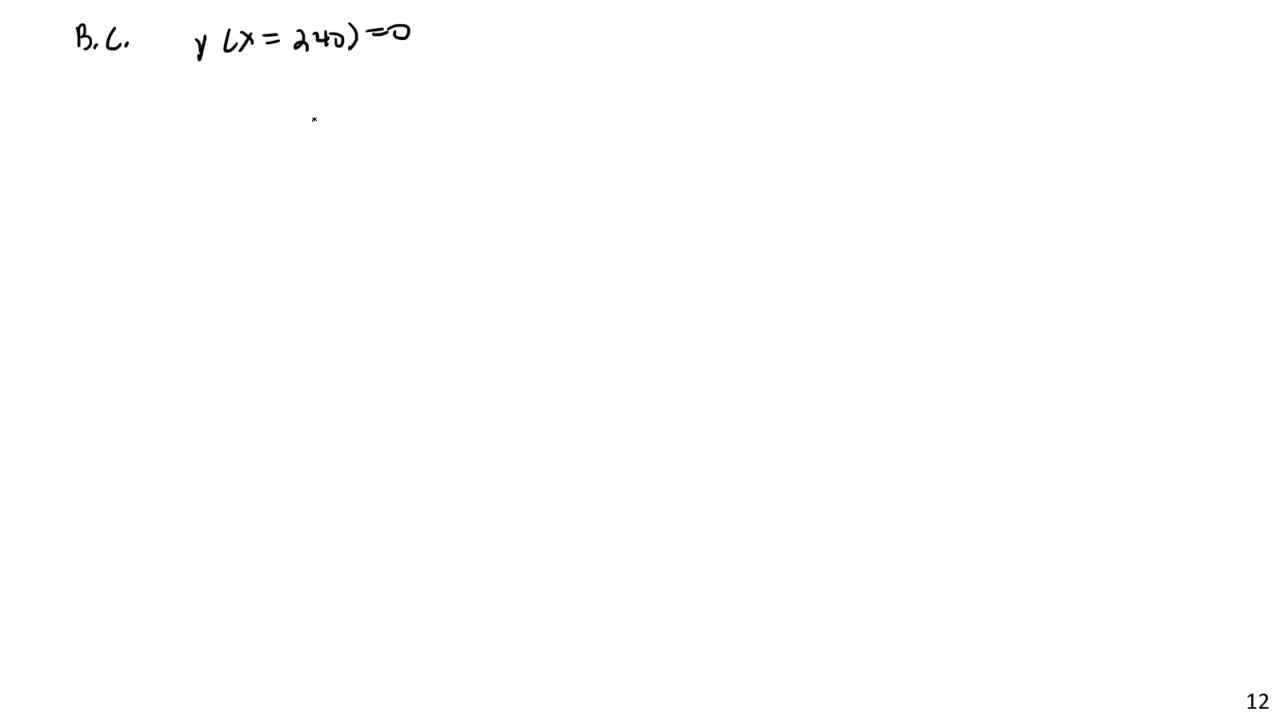 B.C. y (x = 240) = 0
12